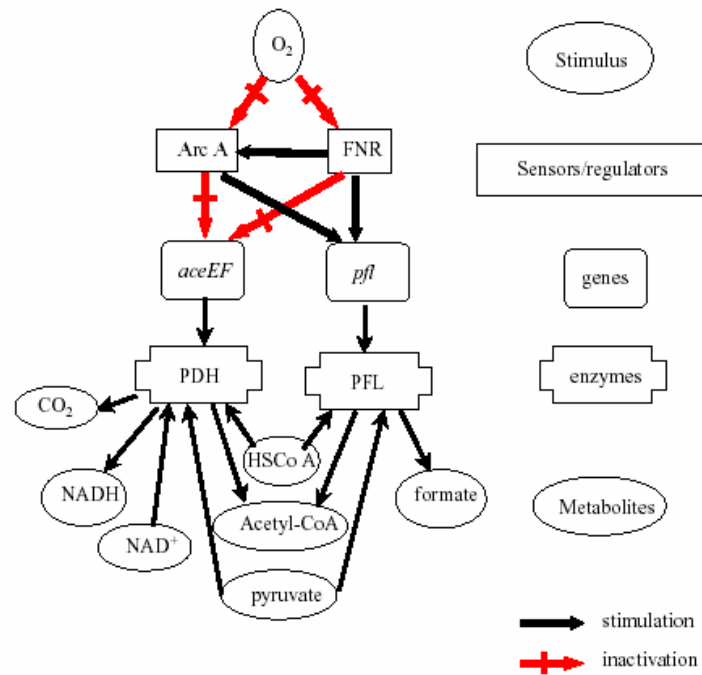 O₂
Stimulus
Arc A
FNR
Sensors/regulators
aceEF
pfl
genes
PDH
PFL
enzymes
CO₂
HSCo A
NADH
formate
Metabolites
Acetyl-CoA
NAD⁺
pyruvate
stimulation
inactivation